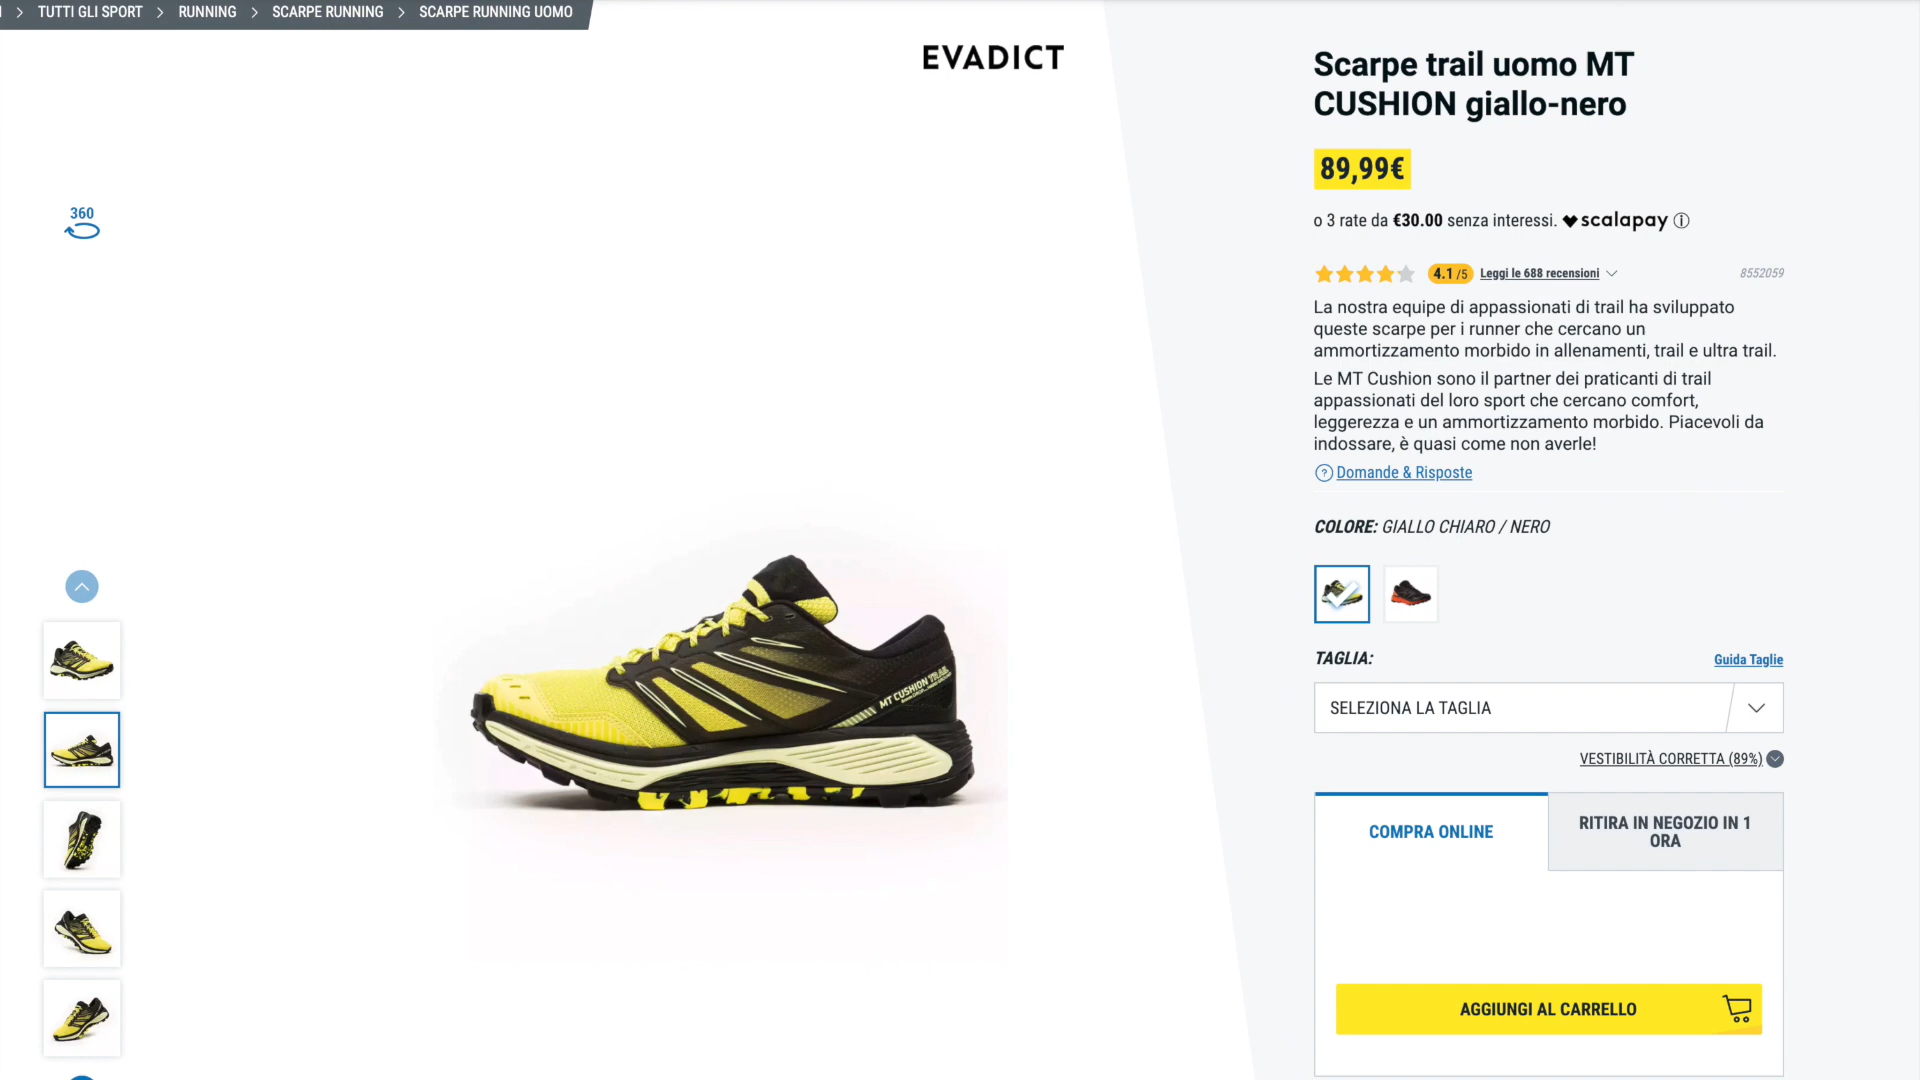 TUTTI GLI SPORT > RUNNING > SCARPE RUNNING > SCARPE RUNNING UOMO
EVADICT
360
MT CUSHION TRAIL
Scarpe trail uomo MT
CUSHION giallo-nero
89,99€
o 3 rate da €30.00 senza interessi. scalapay
4.1 /5 Leggi le 688 recensioni 8552059
La nostra equipe di appassionati di trail ha sviluppato
queste scarpe per i runner che cercano un
ammortizzamento morbido in allenamenti, trail e ultra trail.
Le MT Cushion sono il partner dei praticanti di trail
appassionati del loro sport che cercano comfort,
leggerezza e un ammortizzamento morbido. Piacevoli da
indossare, è quasi come non averle!
Domande & Risposte
COLORE: GIALLO CHIARO / NERO
TAGLIA: Guida Taglie
SELEZIONA LA TAGLIA
VESTIBILITÀ CORRETTA (89%)
COMPRA ONLINE
RITIRA IN NEGOZIO IN 1
ORA
AGGIUNGI AL CARRELLO